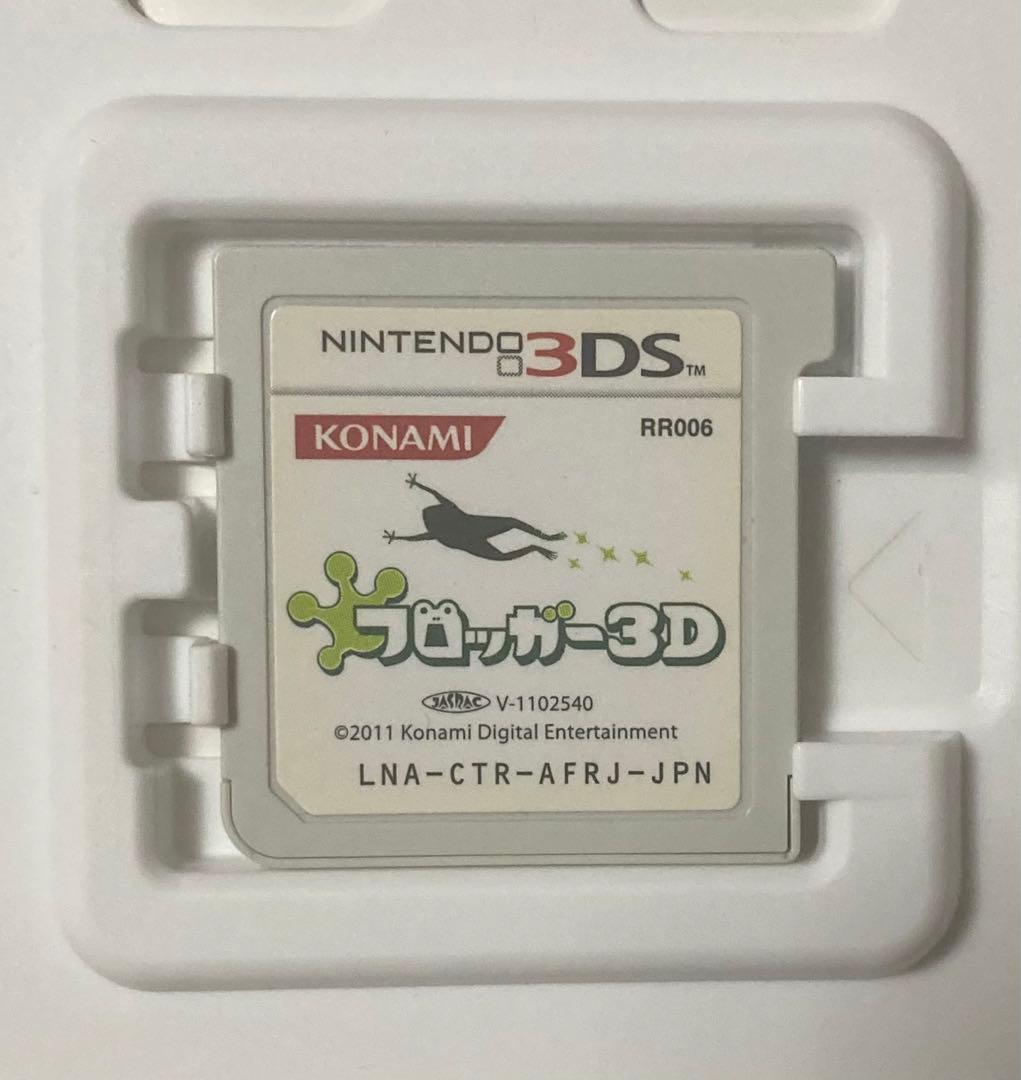 NINTENDO 3DS™
KONAMI
RR006
フロッガー3D
JASRAC V-1102540
©2011 Konami Digital Entertainment
LNA-CTR-AFRJ-JPN